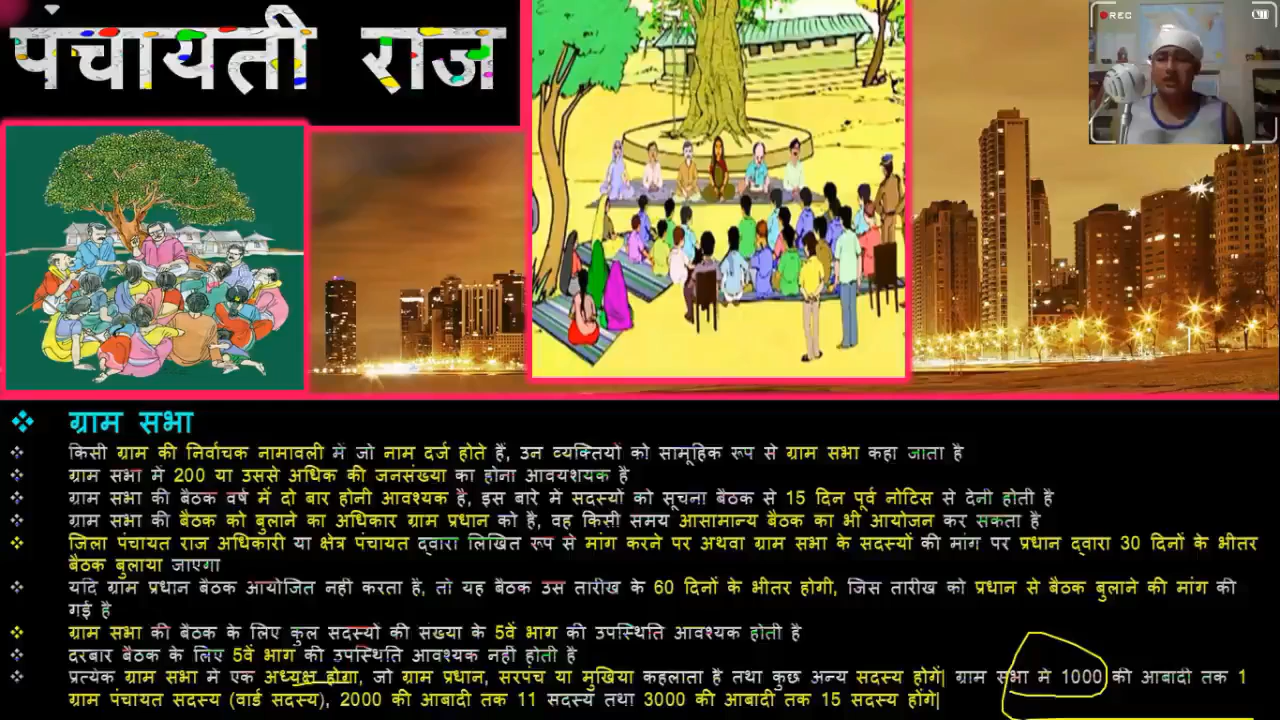 पंचायती राज
REC
ग्राम सभा
किसी ग्राम की निर्वाचक नामावली में जो नाम दर्ज होते हैं, उन व्यक्तियों को सामूहिक रूप से ग्राम सभा कहा जाता है
ग्राम सभा में 200 या उससे अधिक की जनसंख्या का होना आवयशयक है
ग्राम सभा की बैठक वर्ष में दो बार होनी आवश्यक है, इस बारे में सदस्यों को सूचना बैठक से 15 दिन पूर्व नोटिस से देनी होती है
ग्राम सभा की बैठक को बुलाने का अधिकार ग्राम प्रधान को है, वह किसी समय आसामान्य बैठक का भी आयोजन कर सकता है
जिला पंचायत राज अधिकारी या क्षेत्र पंचायत द्वारा लिखित रूप से मांग करने पर अथवा ग्राम सभा के सदस्यों की मांग पर प्रधान द्वारा 30 दिनों के भीतर
बैठक बुलाया जाएगा
यदि ग्राम प्रधान बैठक आयोजित नहीं करता है, तो यह बैठक उस तारीख के 60 दिनों के भीतर होगी, जिस तारीख को प्रधान से बैठक बुलाने की मांग की
गई है
ग्राम सभा की बैठक के लिए कुल सदस्यों की संख्या के 5वें भाग की उपस्थिति आवश्यक होती है
दरबार बैठक के लिए 5वें भाग की उपस्थिति आवश्यक नहीं होती है
प्रत्येक ग्राम सभा में एक अध्यक्ष होगा, जो ग्राम प्रधान, सरपंच या मुखिया कहलाता है तथा कुछ अन्य सदस्य होगें| ग्राम सभा में 1000 की आबादी तक 1
ग्राम पंचायत सदस्य (वार्ड सदस्य), 2000 की आबादी तक 11 सदस्य तथा 3000 की आबादी तक 15 सदस्य होंगे|